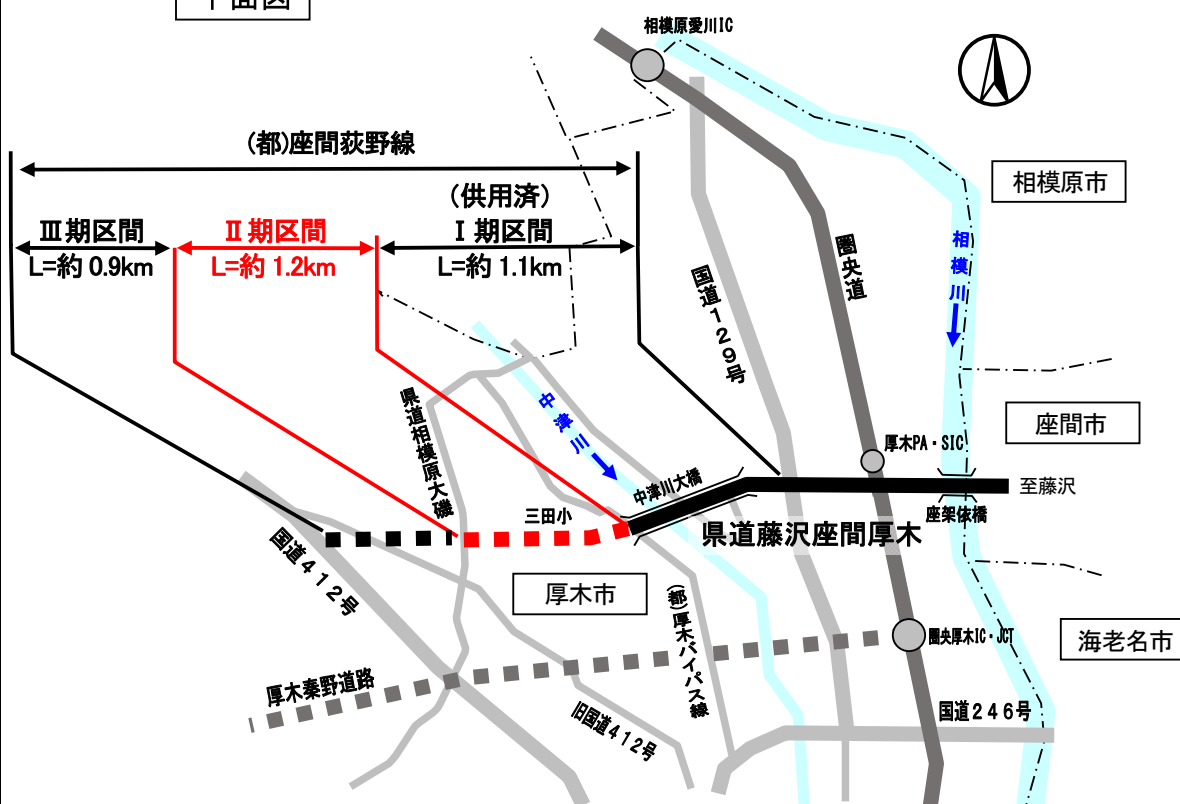 平面図
相模原愛川IC
(都)座間荻野線
(供用済)
Ⅲ期区間
Ⅱ期区間
Ⅰ期区間
L=約 0.9km
L=約 1.2km
L=約 1.1km
相模原市
相模川
圏央道
国道129号
県道相模原大磯
中津川
座間市
厚木PA・SIC
中津川大橋
至藤沢
座架依橋
三田小
県道藤沢座間厚木
国道412号
厚木市
(都)厚木バイパス線
圏央厚木IC・JCT
海老名市
厚木秦野道路
旧国道412号
国道246号